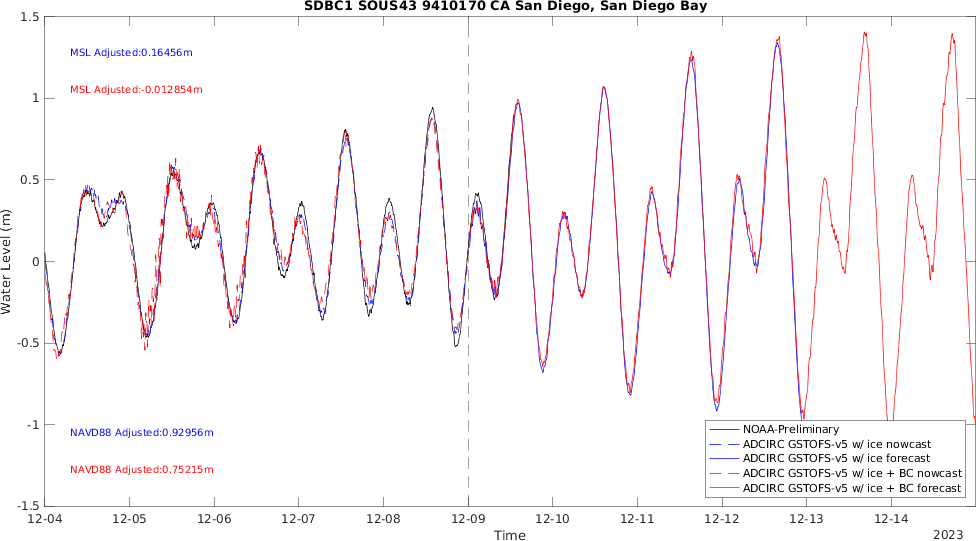 SDBC1 SOUS43 9410170 CA San Diego, San Diego Bay
1.5
MSL Adjusted:0.16456m
MSL Adjusted:-0.012854m
1
0.5
0
-0.5
-1
-1.5
Water Level (m)
NAVD88 Adjusted:0.92956m
NAVD88 Adjusted:0.75215m
NOAA-Preliminary
ADCIRC GSTOFS-v5 w/ ice nowcast
ADCIRC GSTOFS-v5 w/ ice forecast
ADCIRC GSTOFS-v5 w/ ice + BC nowcast
ADCIRC GSTOFS-v5 w/ ice + BC forecast
12-04 12-05 12-06 12-07 12-08 12-09 12-10 12-11 12-12 12-13 12-14
Time
2023